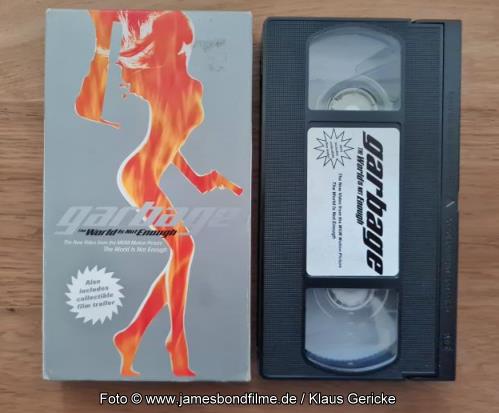 garbage
The World Is Not Enough
The New Video from the MGM Motion Picture
The World Is Not Enough
Also
includes
collectible
film trailer
garbage
The World Is Not Enough
The New Video from the MGM Motion Picture
The World Is Not Enough
Foto © www.jamesbondfilme.de / Klaus Gericke